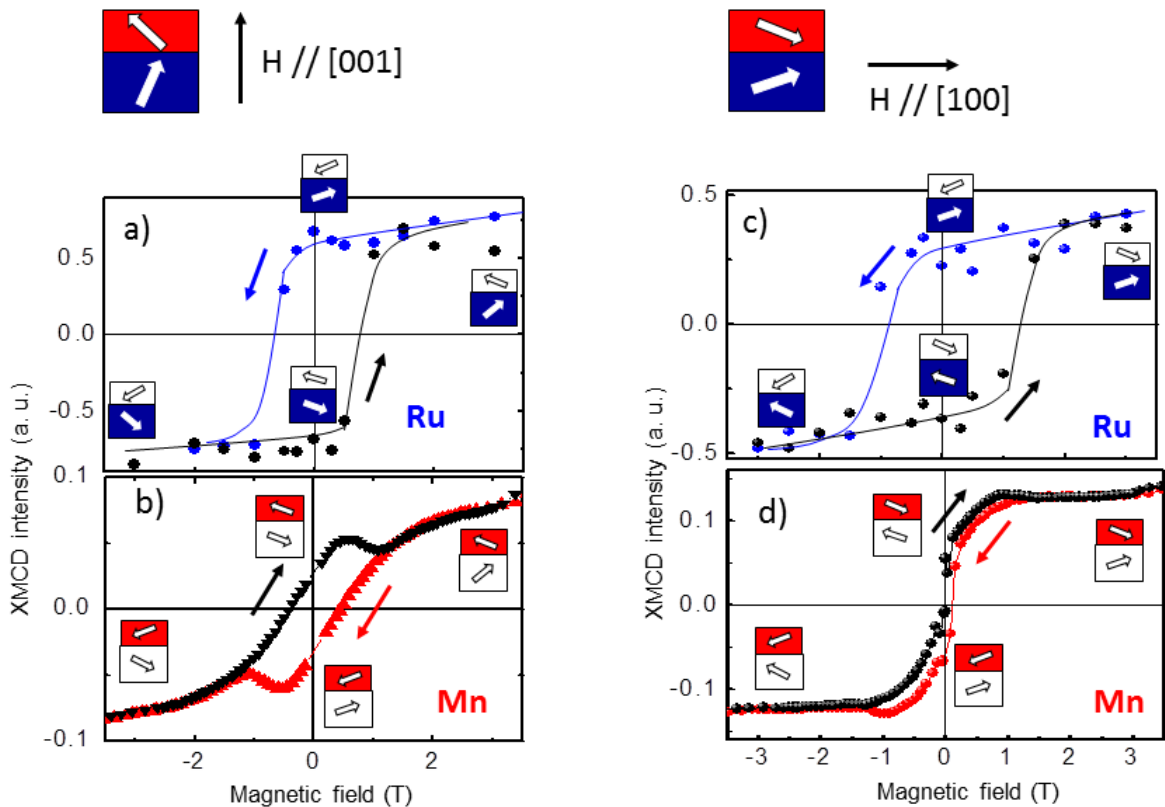 H // [001]
H // [100]
a)
0.5
0.0
-0.5
XMCD intensity (a. u.)
Ru
b)
0.1
0.0
-0.1
Mn
-2
0
2
Magnetic field (T)
c)
0.5
0.0
-0.5
XMCD intensity (a. u.)
Ru
d)
0.1
0.0
-0.1
Mn
-3
-2
-1
0
1
2
3
Magnetic field (T)